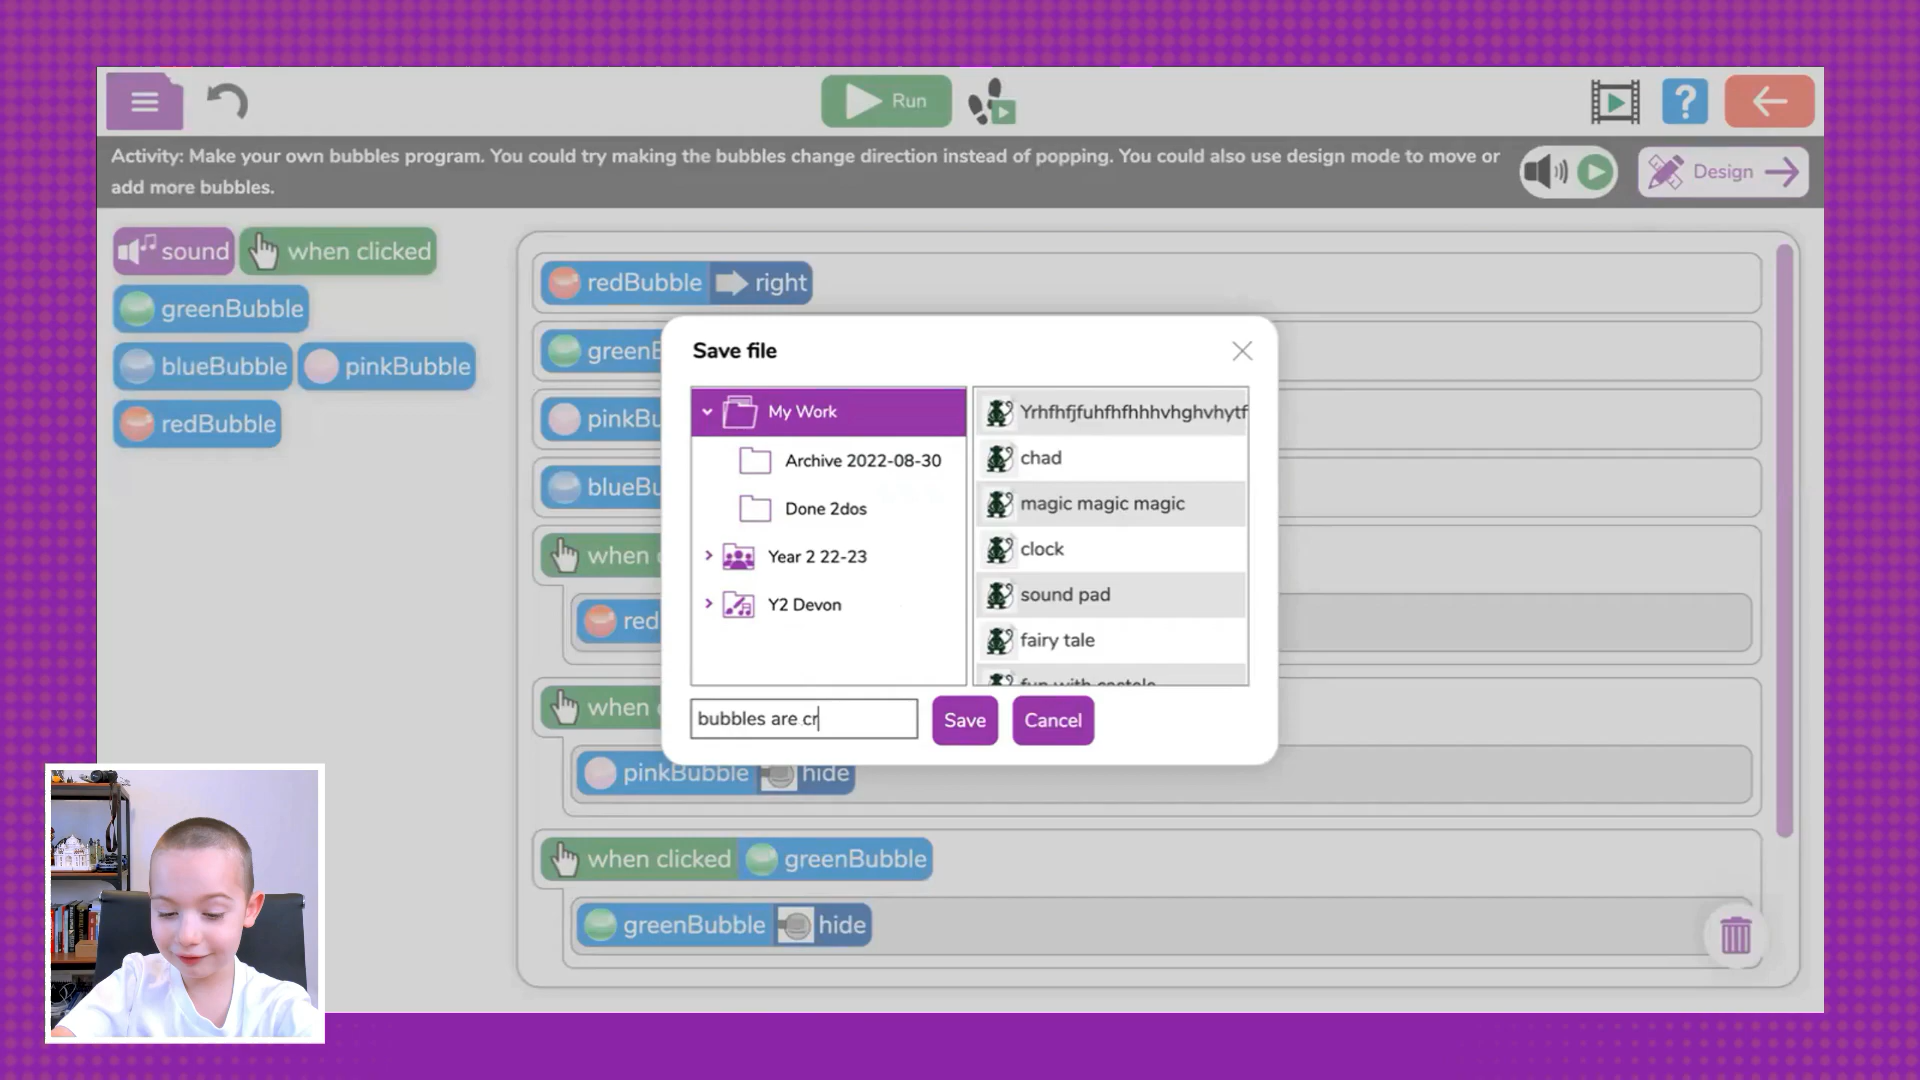 Run
Activity: Make your own bubbles program. You could try making the bubbles change direction instead of popping. You could also use design mode to move or
add more bubbles.
Design
sound
when clicked
greenBubble
blueBubble
pinkBubble
redBubble
redBubble
right
greenB
pinkBu
blueBu
when c
red
when c
pinkBubble
hide
when clicked
greenBubble
greenBubble
hide
Save file
My Work
Archive 2022-08-30
Done 2dos
Year 2 22-23
Y2 Devon
Yrhfhfjfuhfhfhhhvhghvhytf
chad
magic magic magic
clock
sound pad
fairy tale
bubbles are cr
Save
Cancel